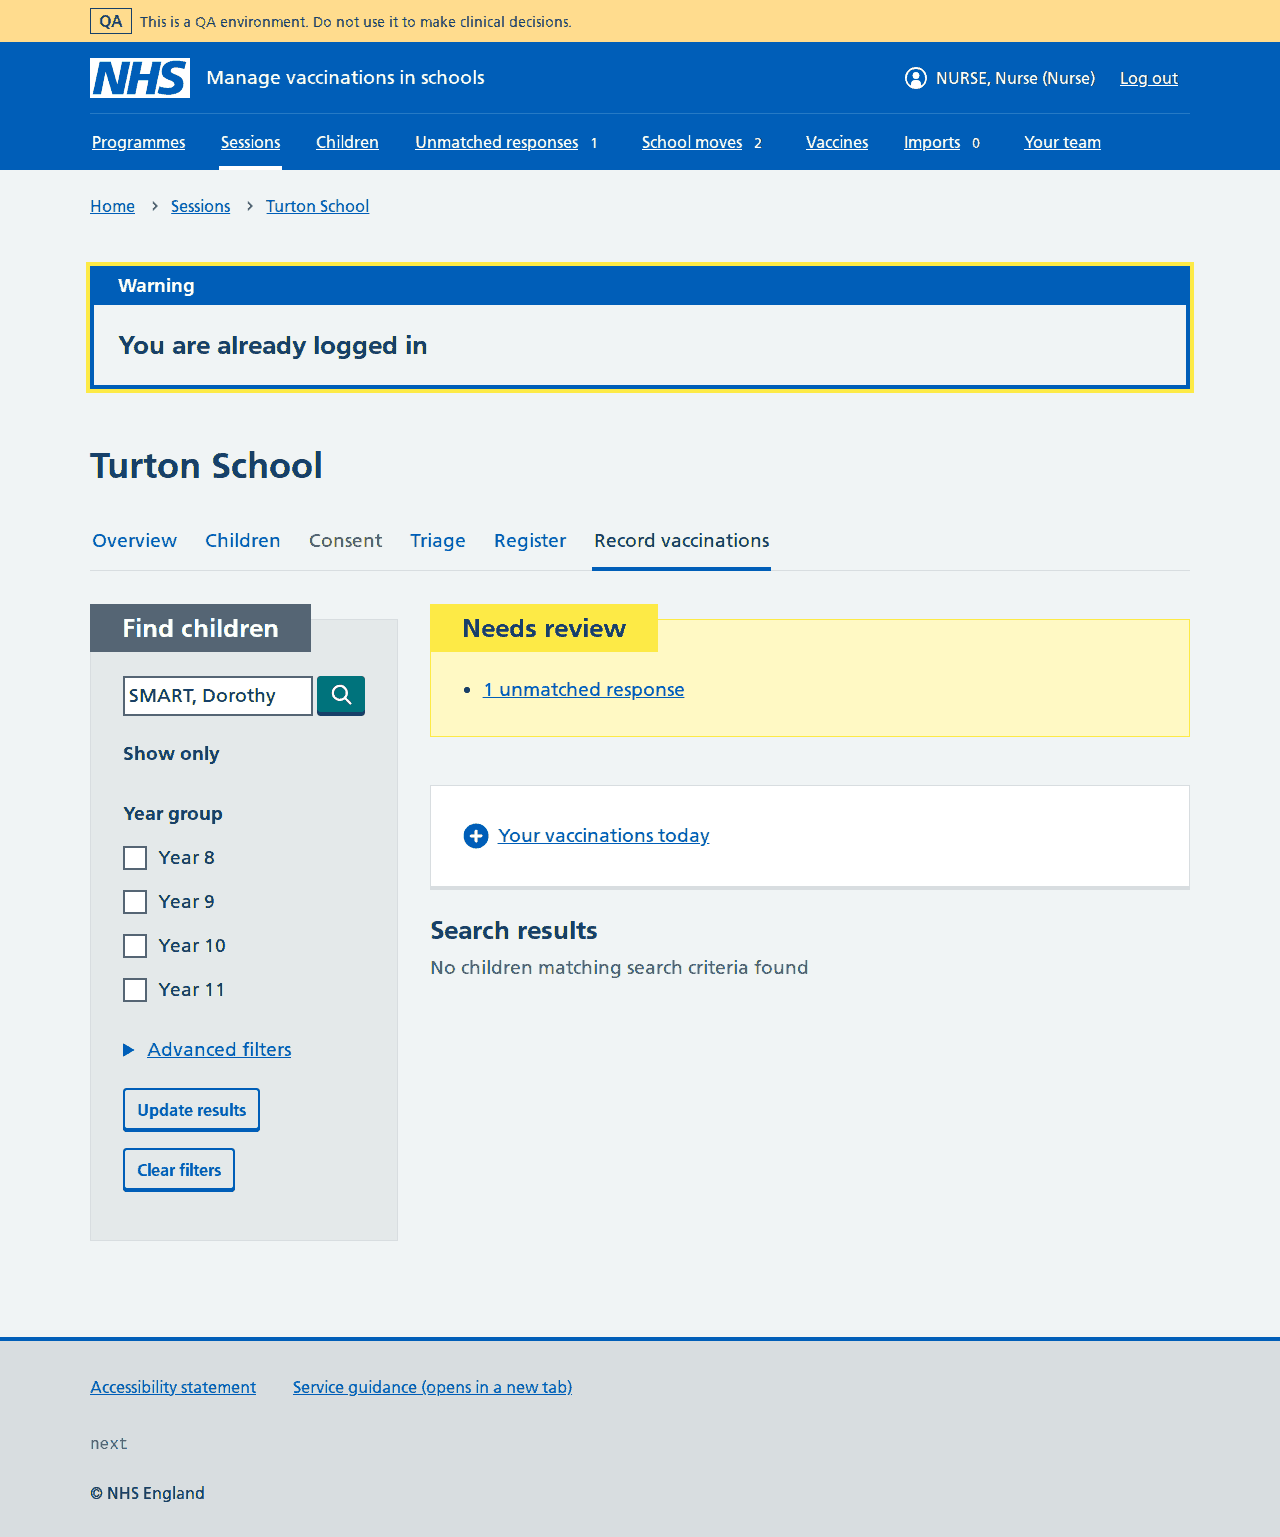 QA This is a QA environment. Do not use it to make clinical decisions.
NHS Manage vaccinations in schools NURSE, Nurse (Nurse) Log out
Programmes Sessions Children Unmatched responses 1 School moves 2 Vaccines Imports 0 Your team
Home Sessions Turton School
Warning
You are already logged in
Turton School
Overview Children Consent Triage Register Record vaccinations
Find children
SMART, Dorothy
Show only
Year group
Year 8
Year 9
Year 10
Year 11
Advanced filters
Update results
Clear filters
Needs review
1 unmatched response
Your vaccinations today
Search results
No children matching search criteria found
Accessibility statement Service guidance (opens in a new tab)
next
© NHS England